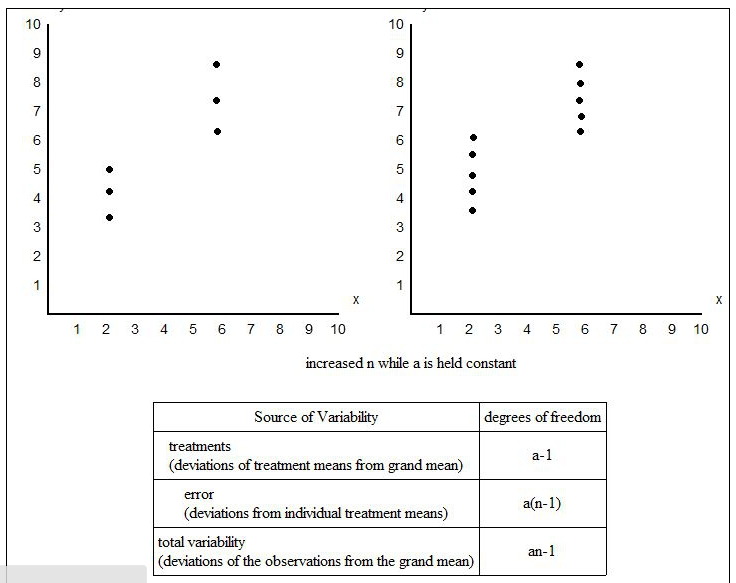 10 10
9 9
8 8
7 7
6 6
5 5
4 4
3 3
2 2
1 1
x x
1 2 3 4 5 6 7 8 9 10 1 2 3 4 5 6 7 8 9 10
increased n while a is held constant
Source of Variability degrees of freedom
treatments
(deviations of treatment means from grand mean) a-1
error
(deviations from individual treatment means) a(n-1)
total variability
(deviations of the observations from the grand mean) an-1